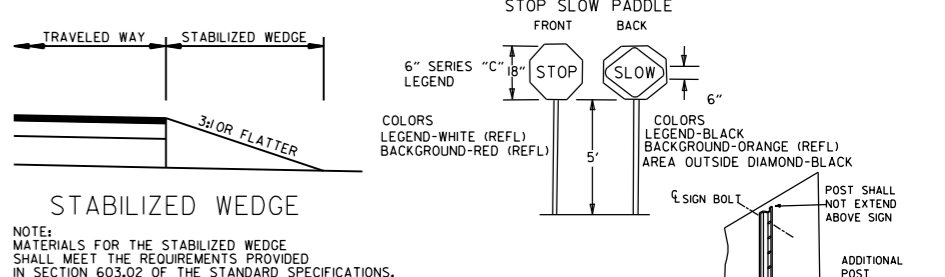 TRAVELED WAY
STABILIZED WEDGE
3:1 OR FLATTER
STABILIZED WEDGE
NOTE:
MATERIALS FOR THE STABILIZED WEDGE
SHALL MEET THE REQUIREMENTS PROVIDED
IN SECTION 603.02 OF THE STANDARD SPECIFICATIONS.
STOP SLOW PADDLE
FRONT
BACK
6" SERIES "C"
LEGEND
18"
STOP
SLOW
6"
COLORS
LEGEND-WHITE (REFL)
BACKGROUND-RED (REFL)
5'
COLORS
LEGEND-BLACK
BACKGROUND-ORANGE (REFL)
AREA OUTSIDE DIAMOND-BLACK
℄ SIGN BOLT
POST SHALL
NOT EXTEND
ABOVE SIGN
ADDITIONAL
POST